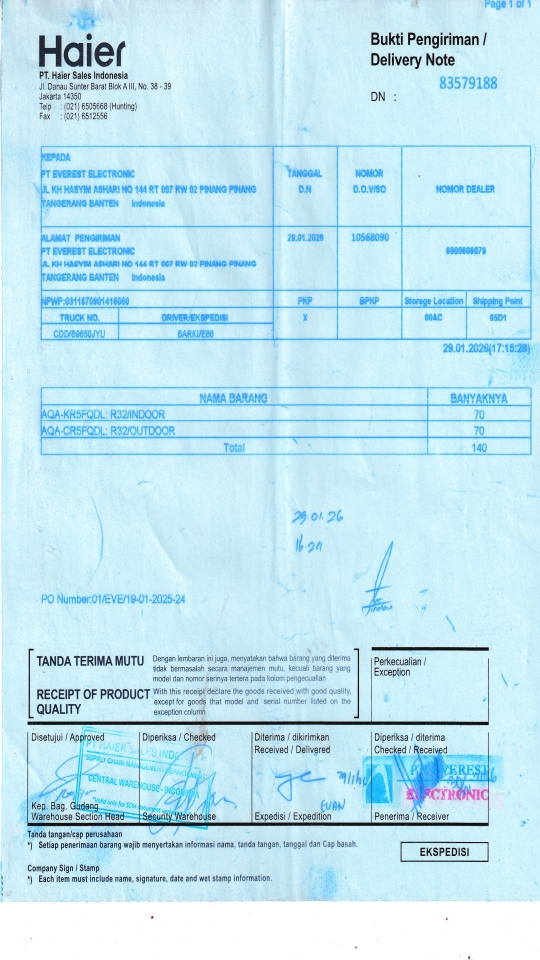 Page 1 of 1
Haier
PT. Haier Sales Indonesia
Jl. Danau Sunter Barat Blok A III, No. 38 - 39
Jakarta 14350
Telp : (021) 6505668 (Hunting)
Fax : (021) 6512556
Bukti Pengiriman /
Delivery Note
DN : 83579188
KEPADA
PT EVEREST ELECTRONIC
JL KH HASYIM ASHARI NO 144 RT 007 RW 02 PINANG PINANG
TANGERANG BANTEN Indonesia
TANGGAL D.N
NOMOR D.O.V/SO
NOMOR DEALER
ALAMAT PENGIRIMAN
PT EVEREST ELECTRONIC
JL KH HASYIM ASHARI NO 144 RT 007 RW 02 PINANG PINANG
TANGERANG BANTEN Indonesia
29.01.2026
10568090
NPWP:0311870901416000
PKP BPKP Storege Location Shipping Point
TRUCK NO. DRIVER/EKSPEDISI X 00AC 65D1
CDD/B9650JYU BARKI/E88
29.01.2026(17:15:28)
NAMA BARANG BANYAKNYA
AQA-KR5FQDL; R32/INDOOR 70
AQA-CR5FQDL; R32/OUTDOOR 70
Total 140
29.01.26
16.21
PO Number:01/EVE/19-01-2025-24
TANDA TERIMA MUTU
Dengan lembaran ini juga, menyatakan bahwa barang yang diterima
tidak bermasalah secara manajemen mutu, kecuali barang yang
model dan nomor serinya tertera pada kolom pengecualian
RECEIPT OF PRODUCT QUALITY
With this receipt declare the goods received with good quality,
except for goods that model and serial number listed on the
exception column
Perkecualian /
Exception
Disetujui / Approved
Diperiksa / Checked
Diterima / dikirimkan
Received / Delivered
Diperiksa / diterima
Checked / Received
PT HAIER SALES INDO
SUPPLY CHAIN MANAGEMENT DEPARTMENT
CENTRAL WAREHOUSE - INDONESIA
EVAN
PT EVEREST
ELECTRONIC
Kep. Bag. Gudang
Warehouse Section Head
Security Warehouse
Expedisi / Expedition
Penerima / Receiver
Tanda tangan/cap perusahaan
*) Setiap penerimaan barang wajib menyertakan informasi nama, tanda tangan, tanggal dan Cap basah.
EKSPEDISI
Company Sign / Stamp
*) Each item must include name, signature, date and wet stamp information.